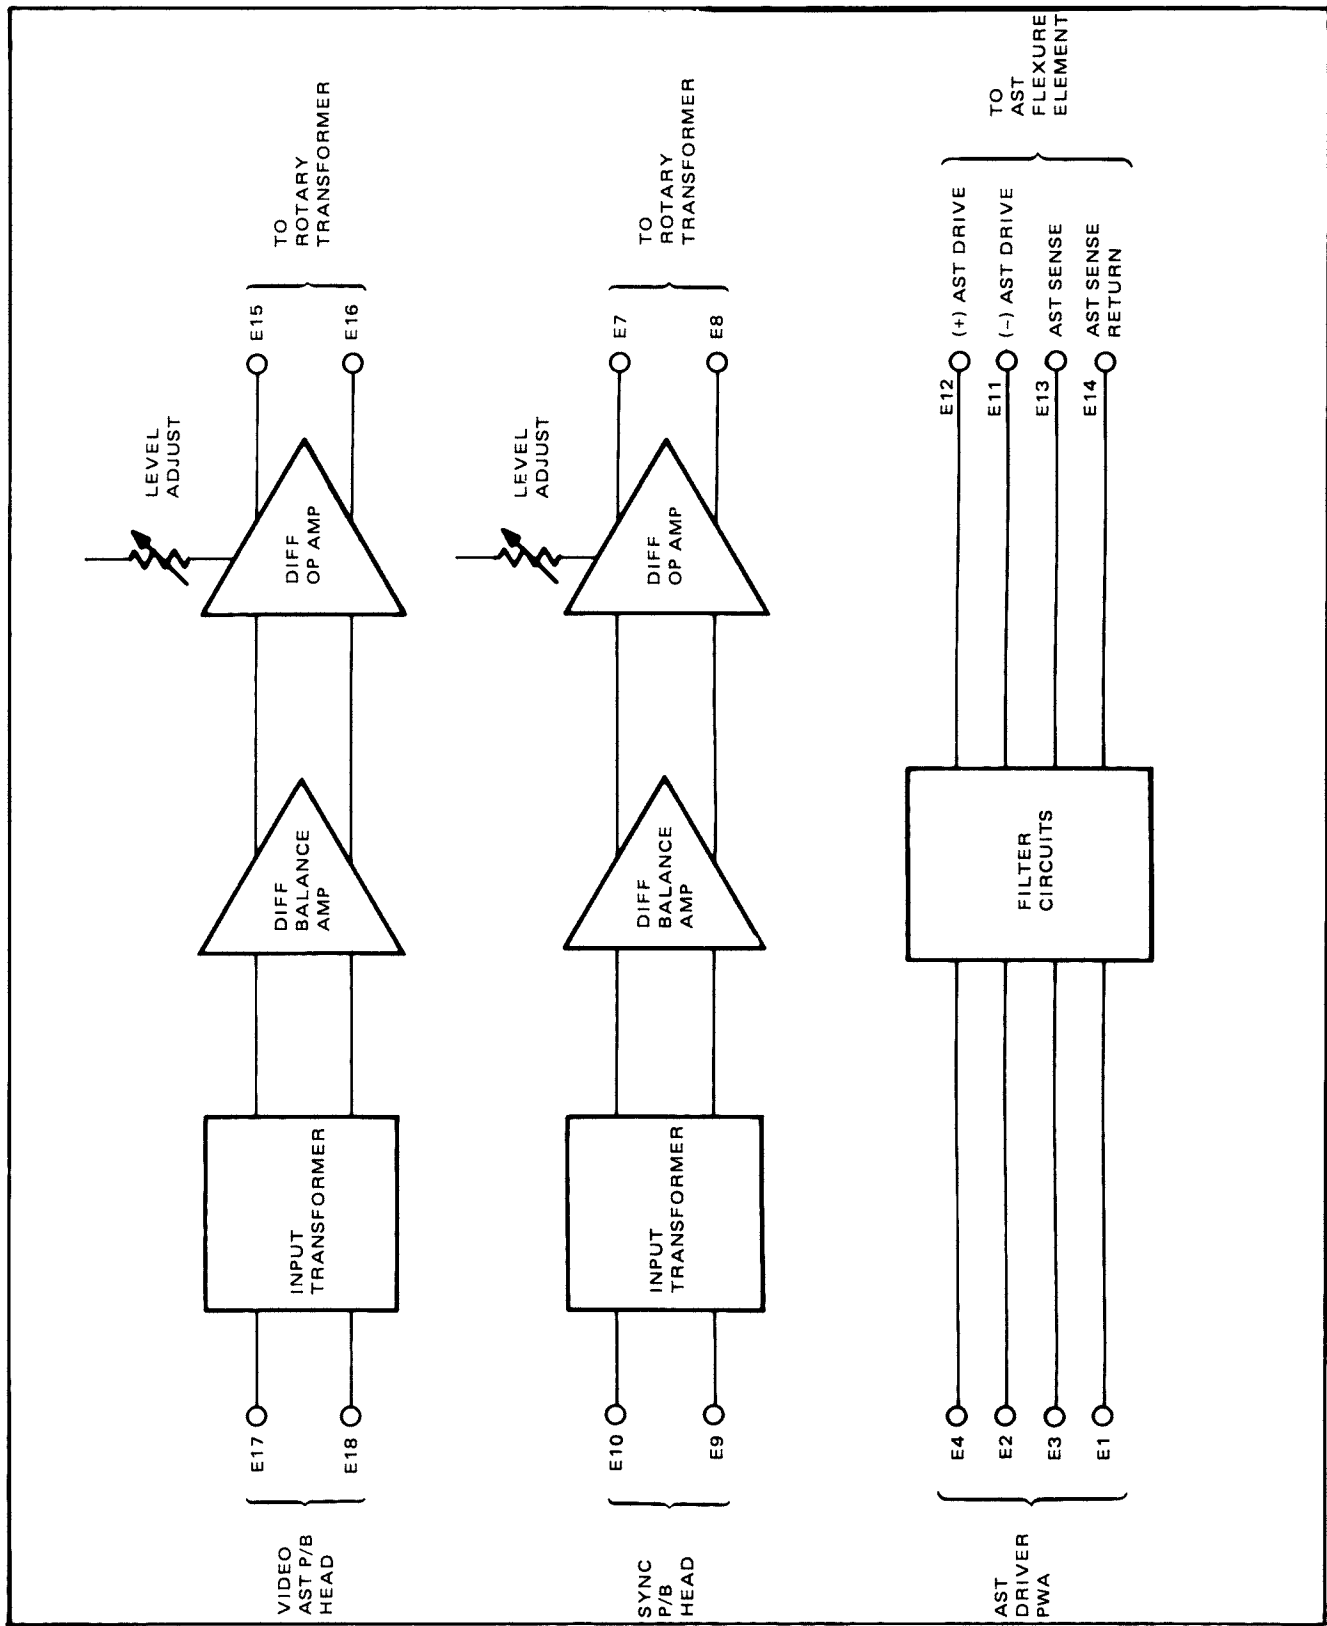 VIDEO
AST P/B
HEAD
E17
E18
INPUT
TRANSFORMER
DIFF
BALANCE
AMP
DIFF
OP AMP
LEVEL
ADJUST
E15
E16
TO
ROTARY
TRANSFORMER
SYNC
P/B
HEAD
E10
E9
INPUT
TRANSFORMER
DIFF
BALANCE
AMP
DIFF
OP AMP
LEVEL
ADJUST
E7
E8
TO
ROTARY
TRANSFORMER
AST
DRIVER
PWA
E4
E2
E3
E1
FILTER
CIRCUITS
E12
(+) AST DRIVE
E11
(-) AST DRIVE
E13
AST SENSE
E14
AST SENSE
RETURN
TO
AST
FLEXURE
ELEMENT